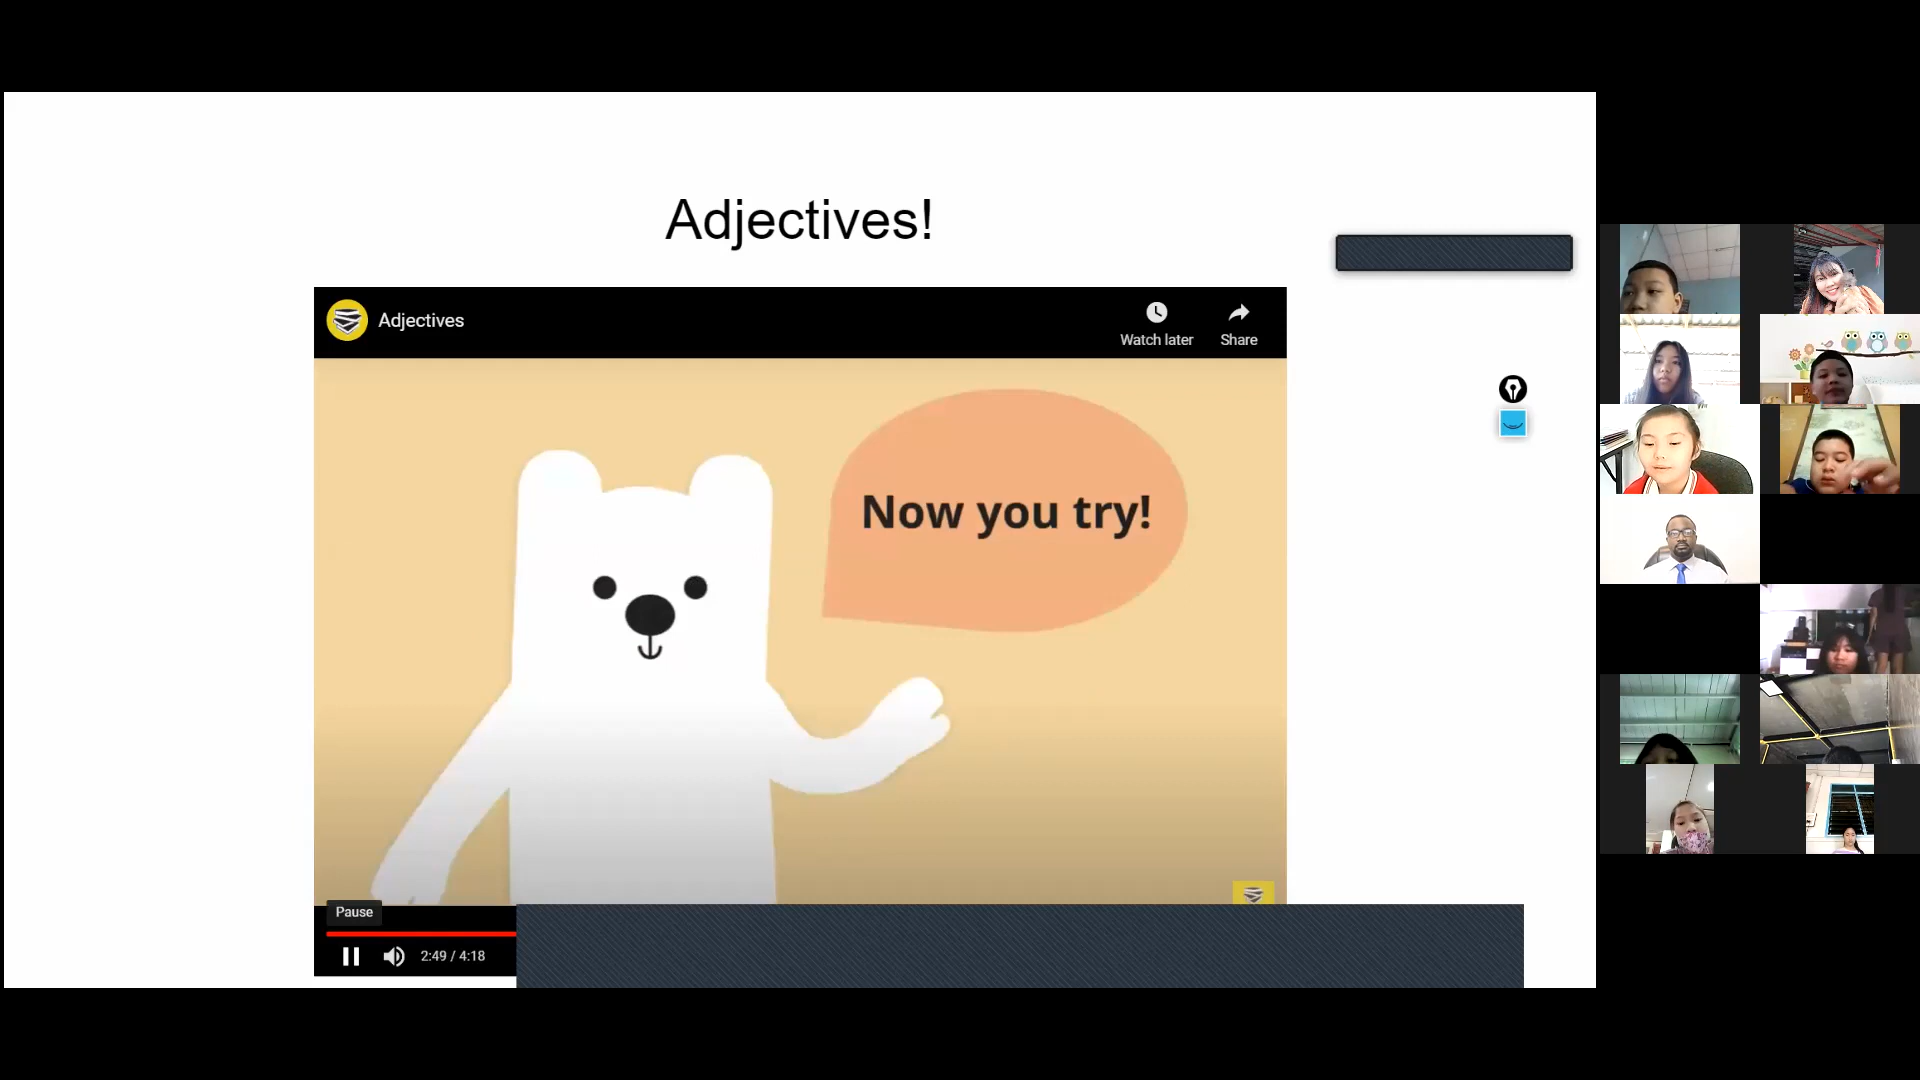 Adjectives!
Adjectives
Watch later
Share
Now you try!
Pause
2:49 / 4:18